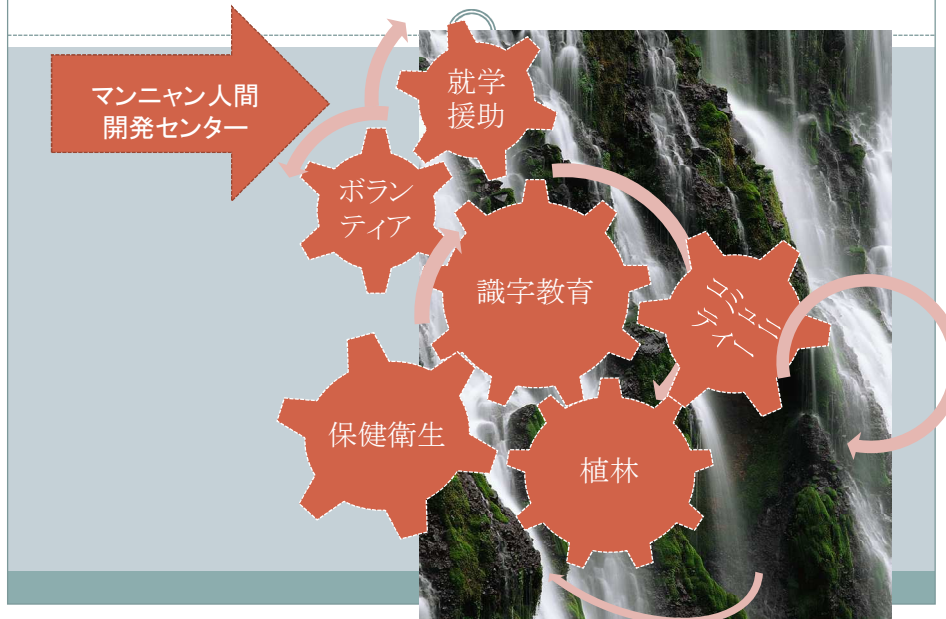 マンニャン人間
開発センター
就学
援助
ボラン
ティア
識字教育
コミュニ
ティー
保健衛生
植林